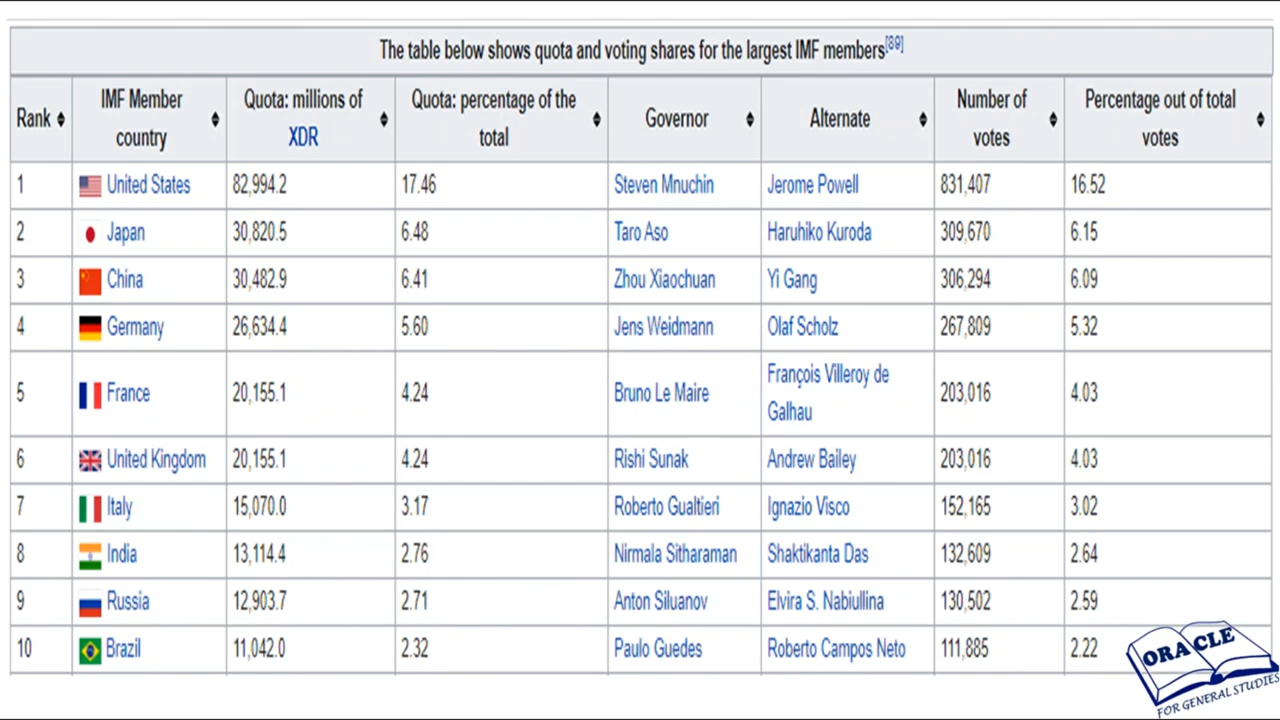 The table below shows quota and voting shares for the largest IMF members[89]
Rank IMF Member country Quota: millions of XDR Quota: percentage of the total Governor Alternate Number of votes Percentage out of total votes
1 United States 82,994.2 17.46 Steven Mnuchin Jerome Powell 831,407 16.52
2 Japan 30,820.5 6.48 Taro Aso Haruhiko Kuroda 309,670 6.15
3 China 30,482.9 6.41 Zhou Xiaochuan Yi Gang 306,294 6.09
4 Germany 26,634.4 5.60 Jens Weidmann Olaf Scholz 267,809 5.32
5 France 20,155.1 4.24 Bruno Le Maire François Villeroy de Galhau 203,016 4.03
6 United Kingdom 20,155.1 4.24 Rishi Sunak Andrew Bailey 203,016 4.03
7 Italy 15,070.0 3.17 Roberto Gualtieri Ignazio Visco 152,165 3.02
8 India 13,114.4 2.76 Nirmala Sitharaman Shaktikanta Das 132,609 2.64
9 Russia 12,903.7 2.71 Anton Siluanov Elvira S. Nabiullina 130,502 2.59
10 Brazil 11,042.0 2.32 Paulo Guedes Roberto Campos Neto 111,885 2.22
ORACLE
FOR GENERAL STUDIES